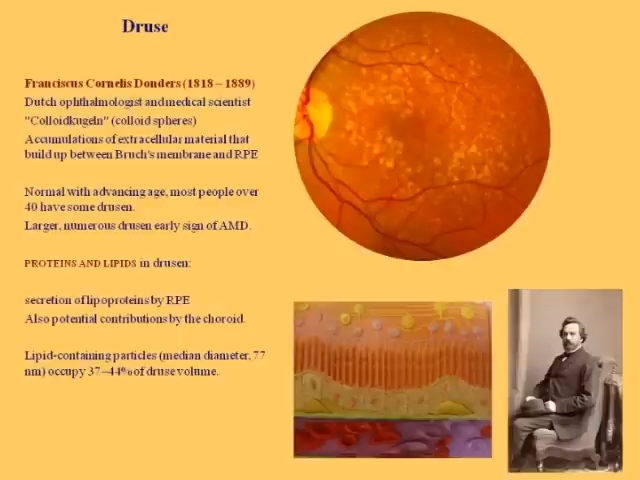 Druse
Franciscus Cornelis Donders (1818 – 1889)
Dutch ophthalmologist and medical scientist
"Colloidkugeln" (colloid spheres)
Accumulations of extracellular material that
build up between Bruch's membrane and RPE
Normal with advancing age, most people over
40 have some drusen.
Larger, numerous drusen early sign of AMD.
PROTEINS AND LIPIDS in drusen:
secretion of lipoproteins by RPE
Also potential contributions by the choroid.
Lipid-containing particles (median diameter, 77
nm) occupy 37–44% of druse volume.